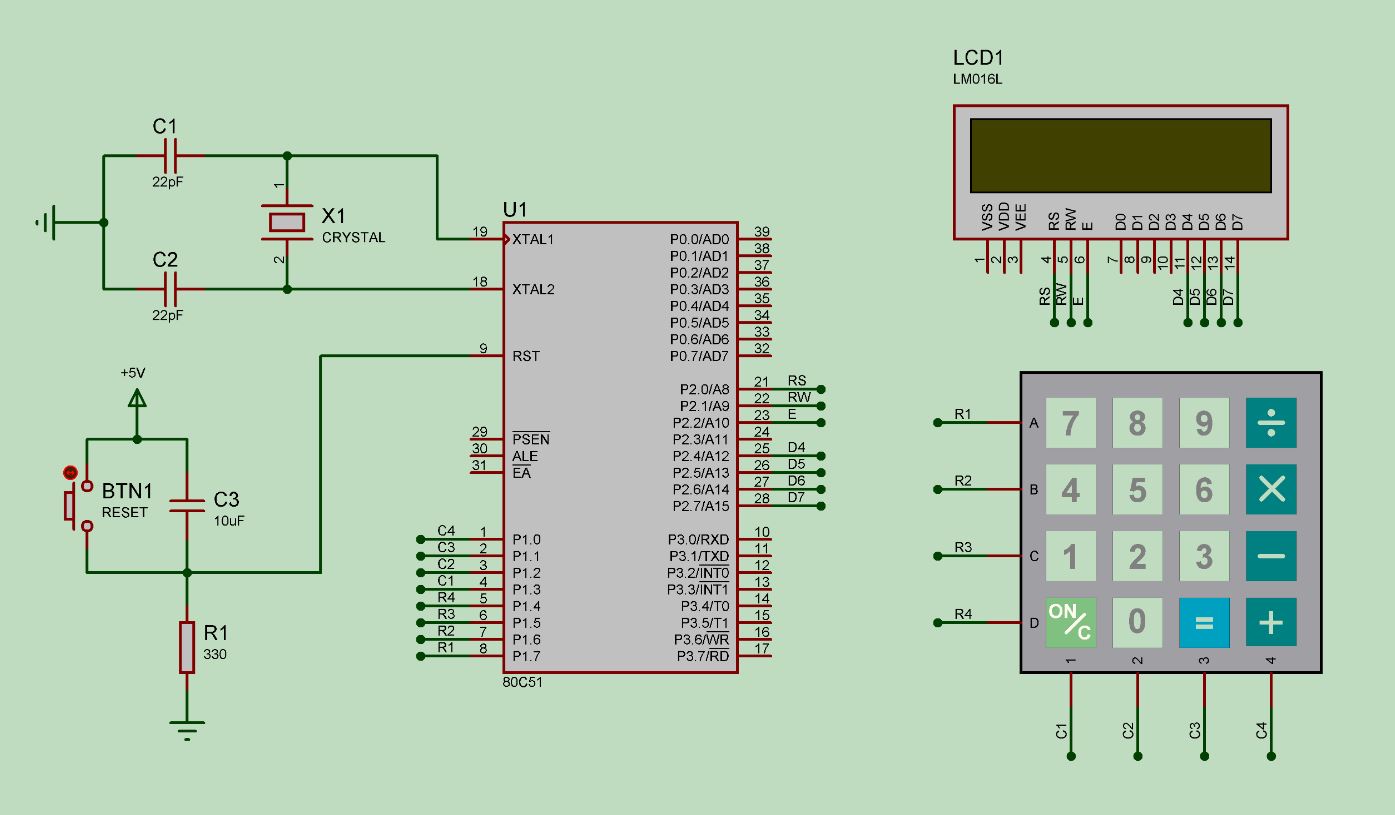 LCD1
LM016L
VSS VDD VEE RS RW E D0 D1 D2 D3 D4 D5 D6 D7
1 2 3 4 5 6 7 8 9 10 11 12 13 14
RS RW E D4 D5 D6 D7
C1
22pF
1
X1
CRYSTAL
2
C2
22pF
U1
19 XTAL1 P0.0/AD0 39
P0.1/AD1 38
P0.2/AD2 37
18 XTAL2 P0.3/AD3 36
P0.4/AD4 35
P0.5/AD5 34
P0.6/AD6 33
9 RST P0.7/AD7 32
P2.0/A8 21 RS
P2.1/A9 22 RW
P2.2/A10 23 E
29 PSEN P2.3/A11 24
30 ALE P2.4/A12 25 D4
31 EA P2.5/A13 26 D5
P2.6/A14 27 D6
P2.7/A15 28 D7
C4 1 P1.0 P3.0/RXD 10
C3 2 P1.1 P3.1/TXD 11
C2 3 P1.2 P3.2/INT0 12
C1 4 P1.3 P3.3/INT1 13
R4 5 P1.4 P3.4/T0 14
R3 6 P1.5 P3.5/T1 15
R2 7 P1.6 P3.6/WR 16
R1 8 P1.7 P3.7/RD 17
80C51
+5V
BTN1
RESET
C3
10uF
R1
330
R1 A 7 8 9 ÷
R2 B 4 5 6 ×
R3 C 1 2 3 −
R4 D ON/C 0 = +
1 2 3 4
C1 C2 C3 C4